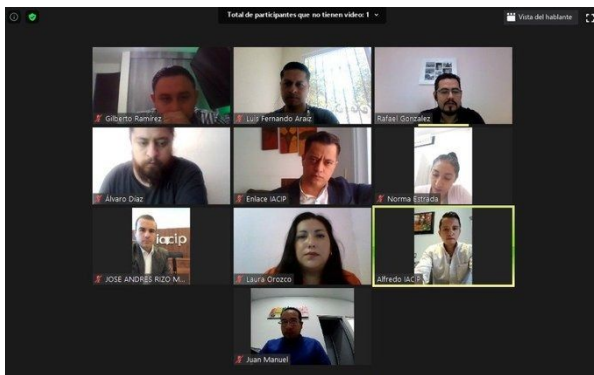 Total de participantes que no tienen video: 1
Vista del hablante
Gilberto Ramírez
Luis Fernando Araiz
Rafael Gonzalez
Álvaro Díaz
Enlace IACIP
Norma Estrada
iacip
JOSE ANDRES RIZO M...
Laura Orozco
Alfredo IACIP
Juan Manuel